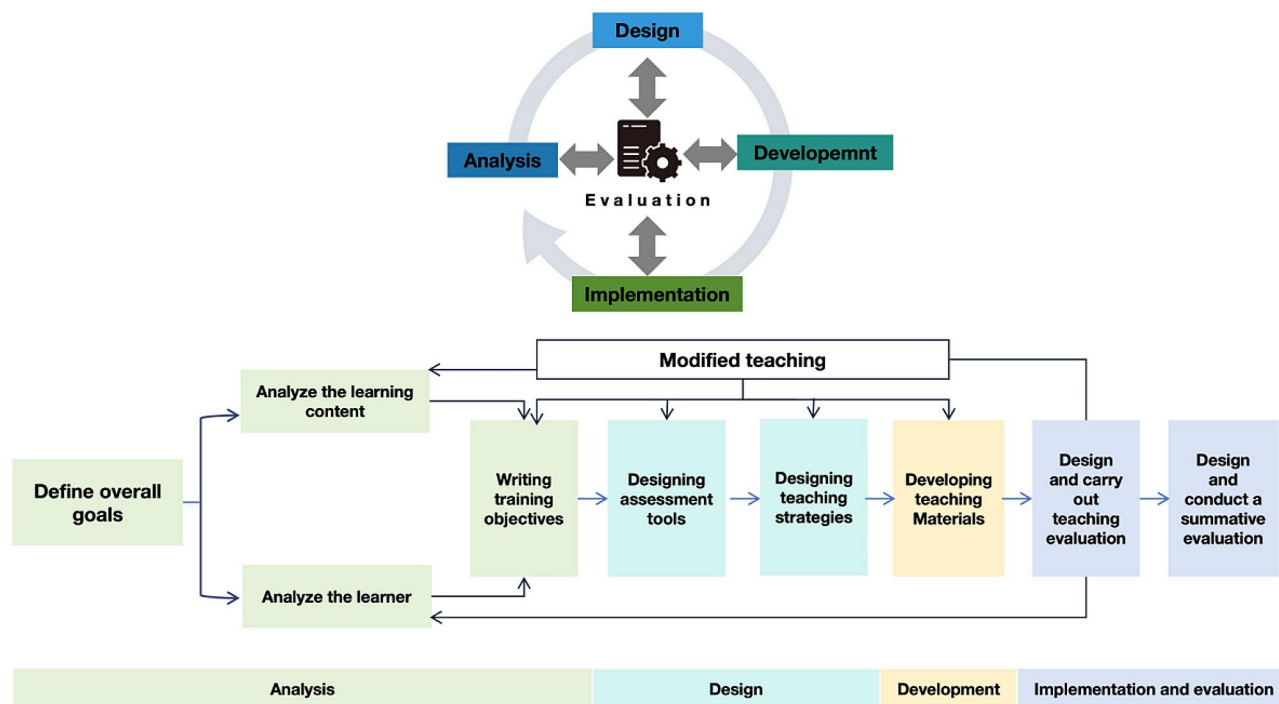 Design
Analysis
Developemnt
Evaluation
Implementation
Modified teaching
Analyze the learning
content
Define overall
goals
Analyze the learner
Writing
training
objectives
Designing
assessment
tools
Designing
teaching
strategies
Developing
teaching
Materials
Design
and carry
out
teaching
evaluation
Design
and
conduct a
summative
evaluation
Analysis
Design
Development
Implementation and evaluation